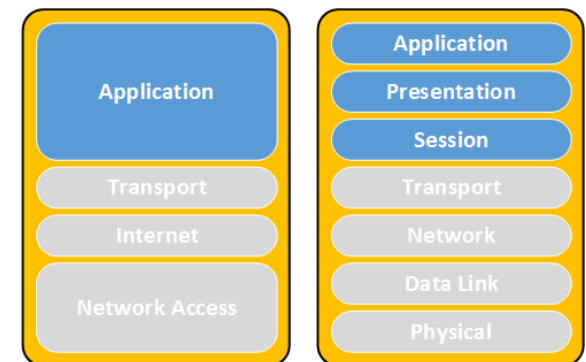 Application
Transport
Internet
Network Access
Application
Presentation
Session
Transport
Network
Data Link
Physical